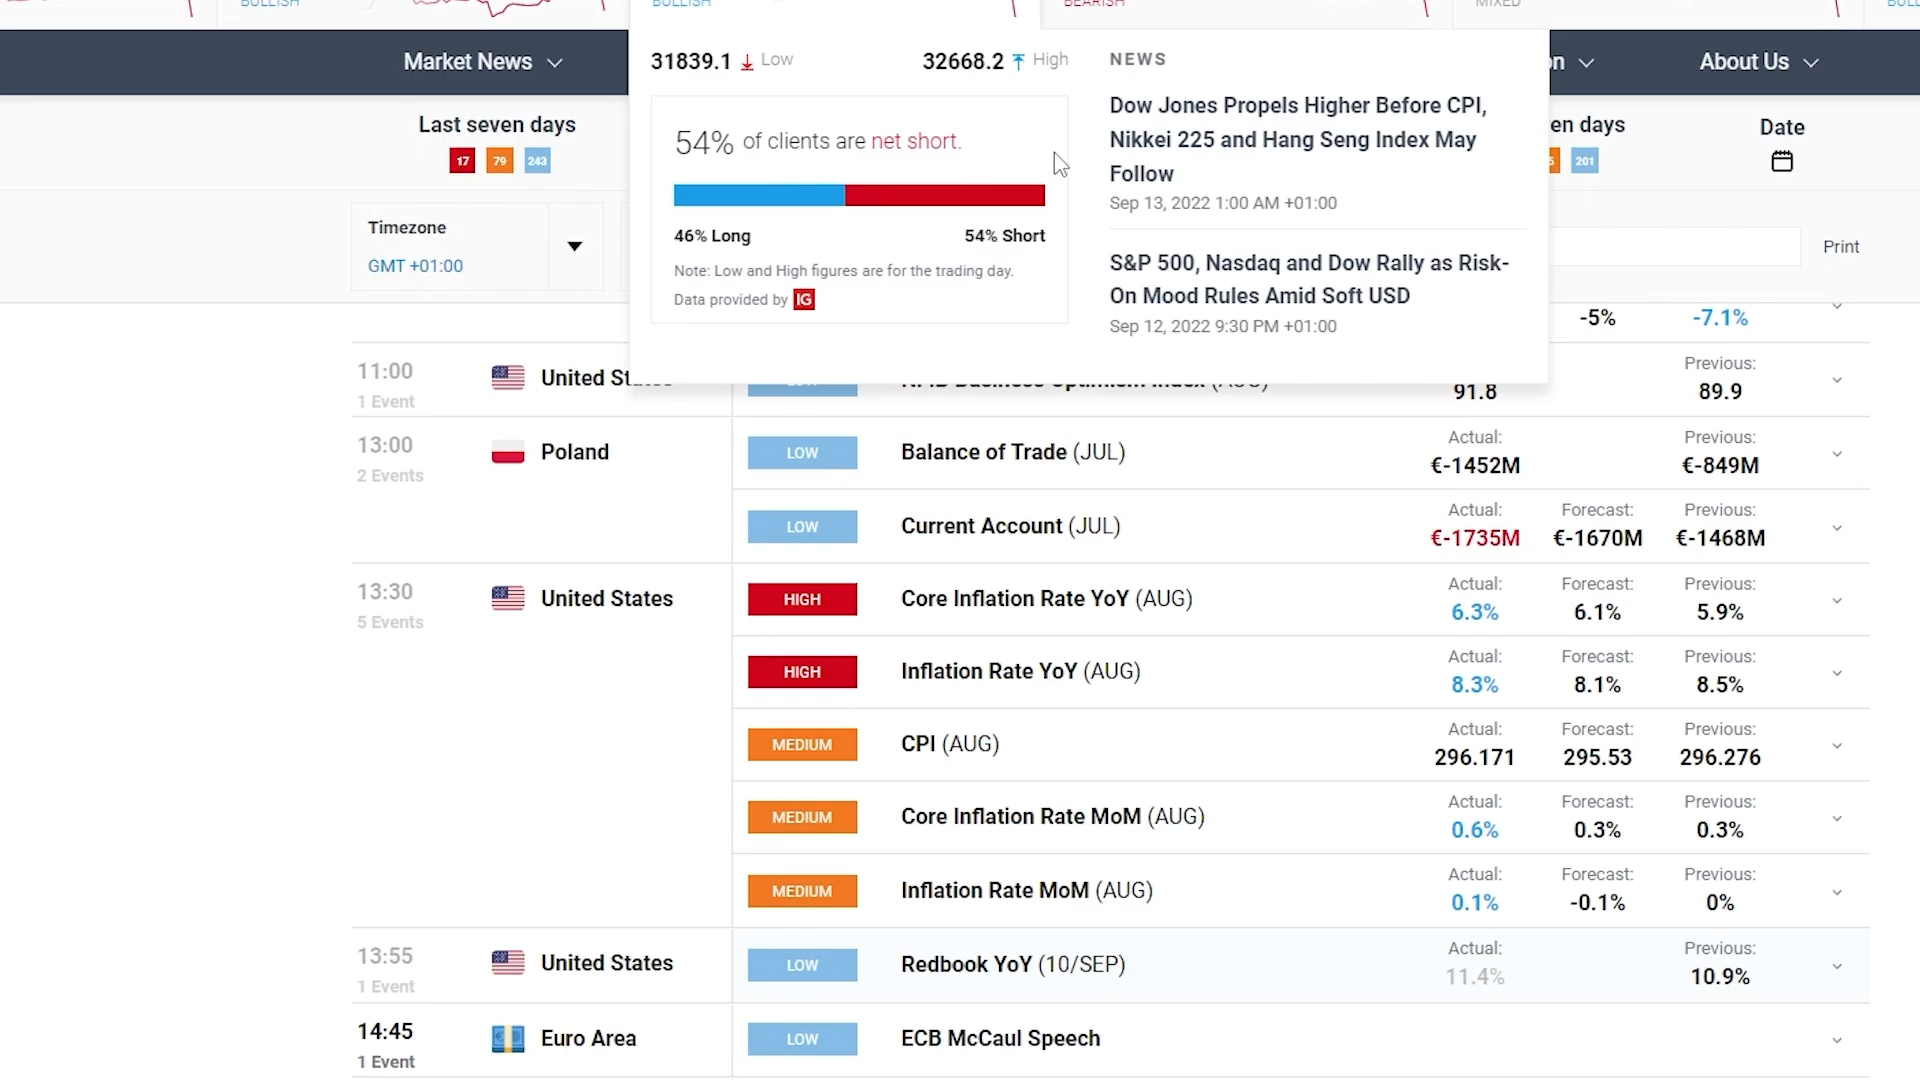 BULLISH
BULLISH
BEARISH
MIXED
Market News
31839.1 Low
32668.2 High
NEWS
on
About Us
Dow Jones Propels Higher Before CPI,
Nikkei 225 and Hang Seng Index May
Follow
Sep 13, 2022 1:00 AM +01:00
Last seven days
17 79 243
54% of clients are net short.
46% Long
54% Short
Note: Low and High figures are for the trading day.
Data provided by IG
en days
5 201
Date
Timezone
GMT +01:00
S&P 500, Nasdaq and Dow Rally as Risk-
On Mood Rules Amid Soft USD
Sep 12, 2022 9:30 PM +01:00
Print
-5%
-7.1%
11:00
1 Event
United States
91.8
Previous:
89.9
13:00
2 Events
Poland
LOW
Balance of Trade (JUL)
Actual:
€-1452M
Previous:
€-849M
LOW
Current Account (JUL)
Actual:
€-1735M
Forecast:
€-1670M
Previous:
€-1468M
13:30
5 Events
United States
HIGH
Core Inflation Rate YoY (AUG)
Actual:
6.3%
Forecast:
6.1%
Previous:
5.9%
HIGH
Inflation Rate YoY (AUG)
Actual:
8.3%
Forecast:
8.1%
Previous:
8.5%
MEDIUM
CPI (AUG)
Actual:
296.171
Forecast:
295.53
Previous:
296.276
MEDIUM
Core Inflation Rate MoM (AUG)
Actual:
0.6%
Forecast:
0.3%
Previous:
0.3%
MEDIUM
Inflation Rate MoM (AUG)
Actual:
0.1%
Forecast:
-0.1%
Previous:
0%
13:55
1 Event
United States
LOW
Redbook YoY (10/SEP)
Actual:
11.4%
Previous:
10.9%
14:45
1 Event
Euro Area
LOW
ECB McCaul Speech